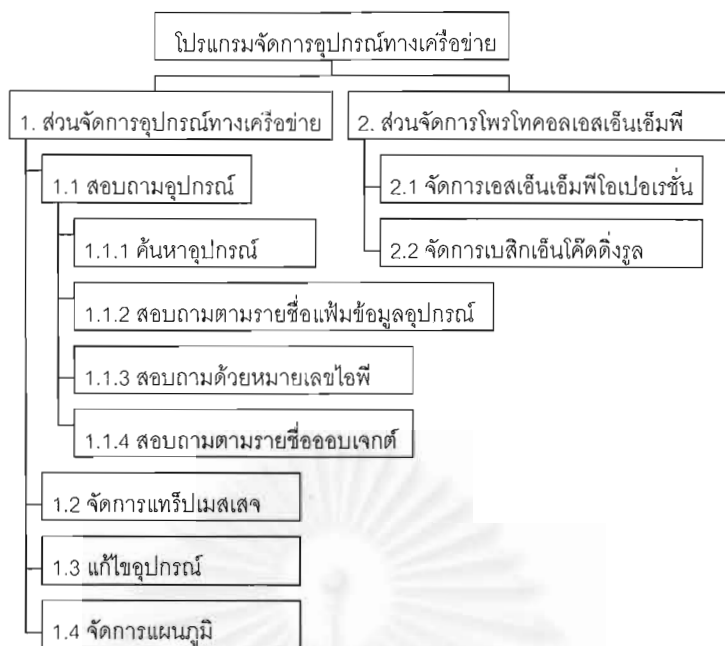 โปรแกรมจัดการอุปกรณ์ทางเครือข่าย
1. ส่วนจัดการอุปกรณ์ทางเครือข่าย
1.1 สอบถามอุปกรณ์
1.1.1 ค้นหาอุปกรณ์
1.1.2 สอบถามตามรายชื่อแฟ้มข้อมูลอุปกรณ์
1.1.3 สอบถามด้วยหมายเลขไอพี
1.1.4 สอบถามตามรายชื่อออบเจกต์
1.2 จัดการแทร็ปเมสเสจ
1.3 แก้ไขอุปกรณ์
1.4 จัดการแผนภูมิ
2. ส่วนจัดการโพรโทคอลเอสเอ็นเอ็มพี
2.1 จัดการเอสเอ็นเอ็มพีโอเปอเรชั่น
2.2 จัดการเบสิกเอ็นโค๊ดดิ่งรูล